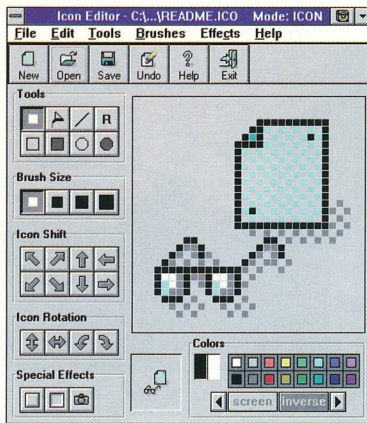 Icon Editor - C:\...\README.ICO Mode: ICON
File Edit Tools Brushes Effects Help
New Open Save Undo Help Exit
Tools
R
Brush Size
Icon Shift
Icon Rotation
Special Effects
Colors
screen inverse